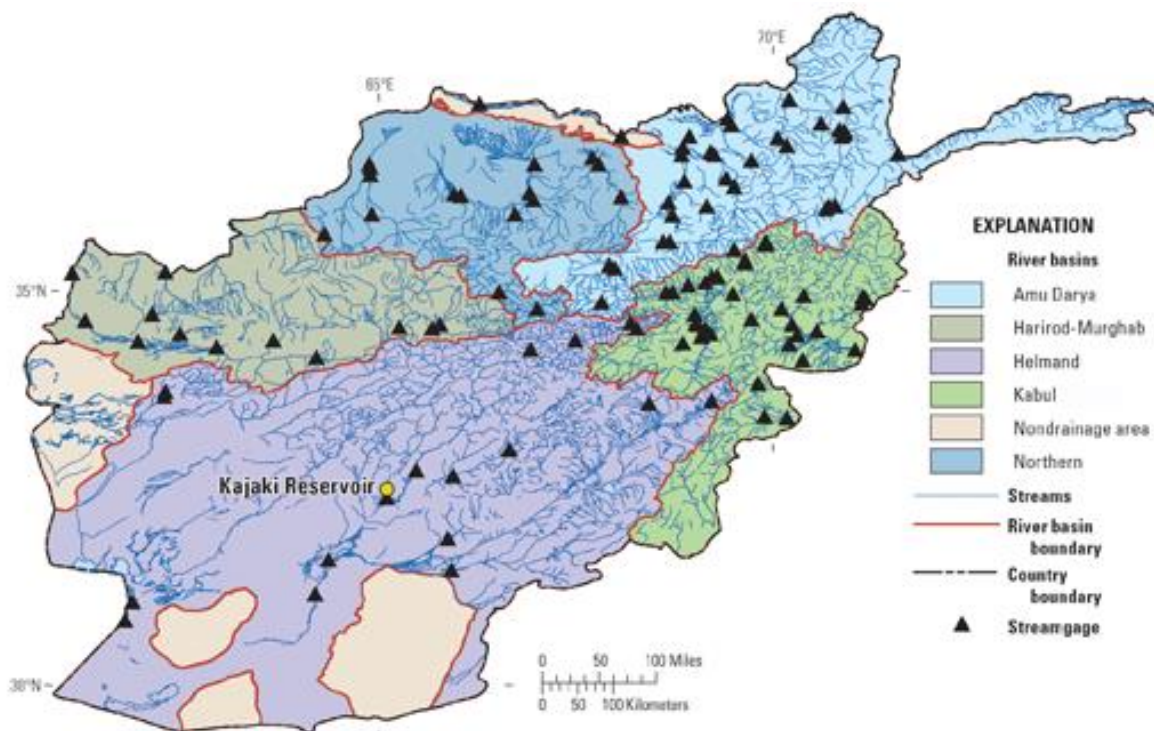 70°E
65°E
35°N
Kajaki Reservoir
38°N
0 50 100 Miles
0 50 100 Kilometers
EXPLANATION
River basins
Amu Darya
Harirod-Murghab
Helmand
Kabul
Nondrainage area
Northern
Streams
River basin
boundary
Country
boundary
Streamgage